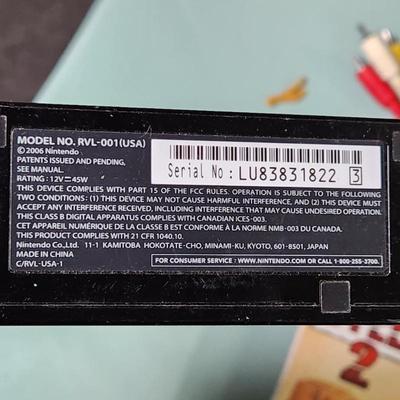 MODEL NO. RVL-001(USA)
© 2006 Nintendo
PATENTS ISSUED AND PENDING,
SEE MANUAL.
RATING : 12V⎓45W
Serial No: LU83831822 3
THIS DEVICE COMPLIES WITH PART 15 OF THE FCC RULES. OPERATION IS SUBJECT TO THE FOLLOWING
TWO CONDITIONS: (1) THIS DEVICE MAY NOT CAUSE HARMFUL INTERFERENCE, AND (2) THIS DEVICE MUST
ACCEPT ANY INTERFERENCE RECEIVED, INCLUDING INTERFERENCE THAT MAY CAUSE UNDESIRED OPERATION.
THIS CLASS B DIGITAL APPARATUS COMPLIES WITH CANADIAN ICES-003.
CET APPAREIL NUMÉRIQUE DE LA CLASSE B EST CONFORME À LA NORME NMB-003 DU CANADA.
Nintendo Co.,Ltd. 11-1 KAMITOBA HOKOTATE-CHO, MINAMI-KU, KYOTO, 601-8501, JAPAN
COMPLIES WITH 21 CFR 1040.10.
MADE IN CHINA
C/RVL-USA-1
FOR CONSUMER SERVICE : WWW.NINTENDO.COM OR CALL 1-800-255-3700.
2